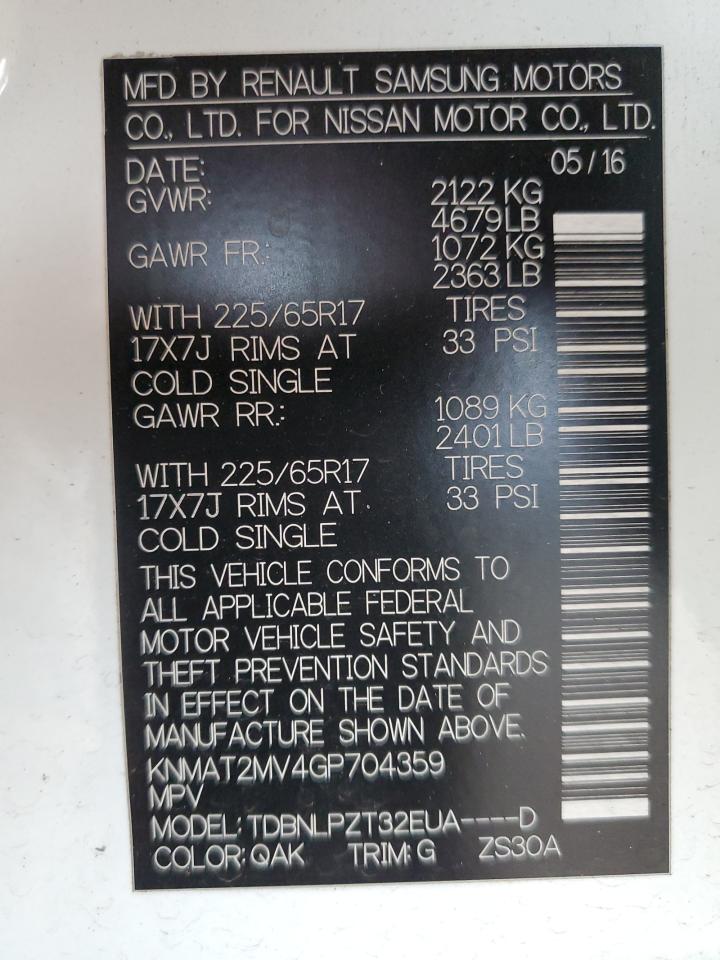 MFD BY RENAULT SAMSUNG MOTORS
CO., LTD. FOR NISSAN MOTOR CO., LTD.
DATE: 05/16
GVWR: 2122 KG
4679 LB
GAWR FR.: 1072 KG
2363 LB
WITH 225/65R17 TIRES
17X7J RIMS AT 33 PSI
COLD SINGLE
GAWR RR.: 1089 KG
2401 LB
WITH 225/65R17 TIRES
17X7J RIMS AT 33 PSI
COLD SINGLE
THIS VEHICLE CONFORMS TO
ALL APPLICABLE FEDERAL
MOTOR VEHICLE SAFETY AND
THEFT PREVENTION STANDARDS
IN EFFECT ON THE DATE OF
MANUFACTURE SHOWN ABOVE.
KNMAT2MV4GP704359
MPV
MODEL: TDBNLPZT32EUA----D
COLOR: QAK TRIM: G ZS30A